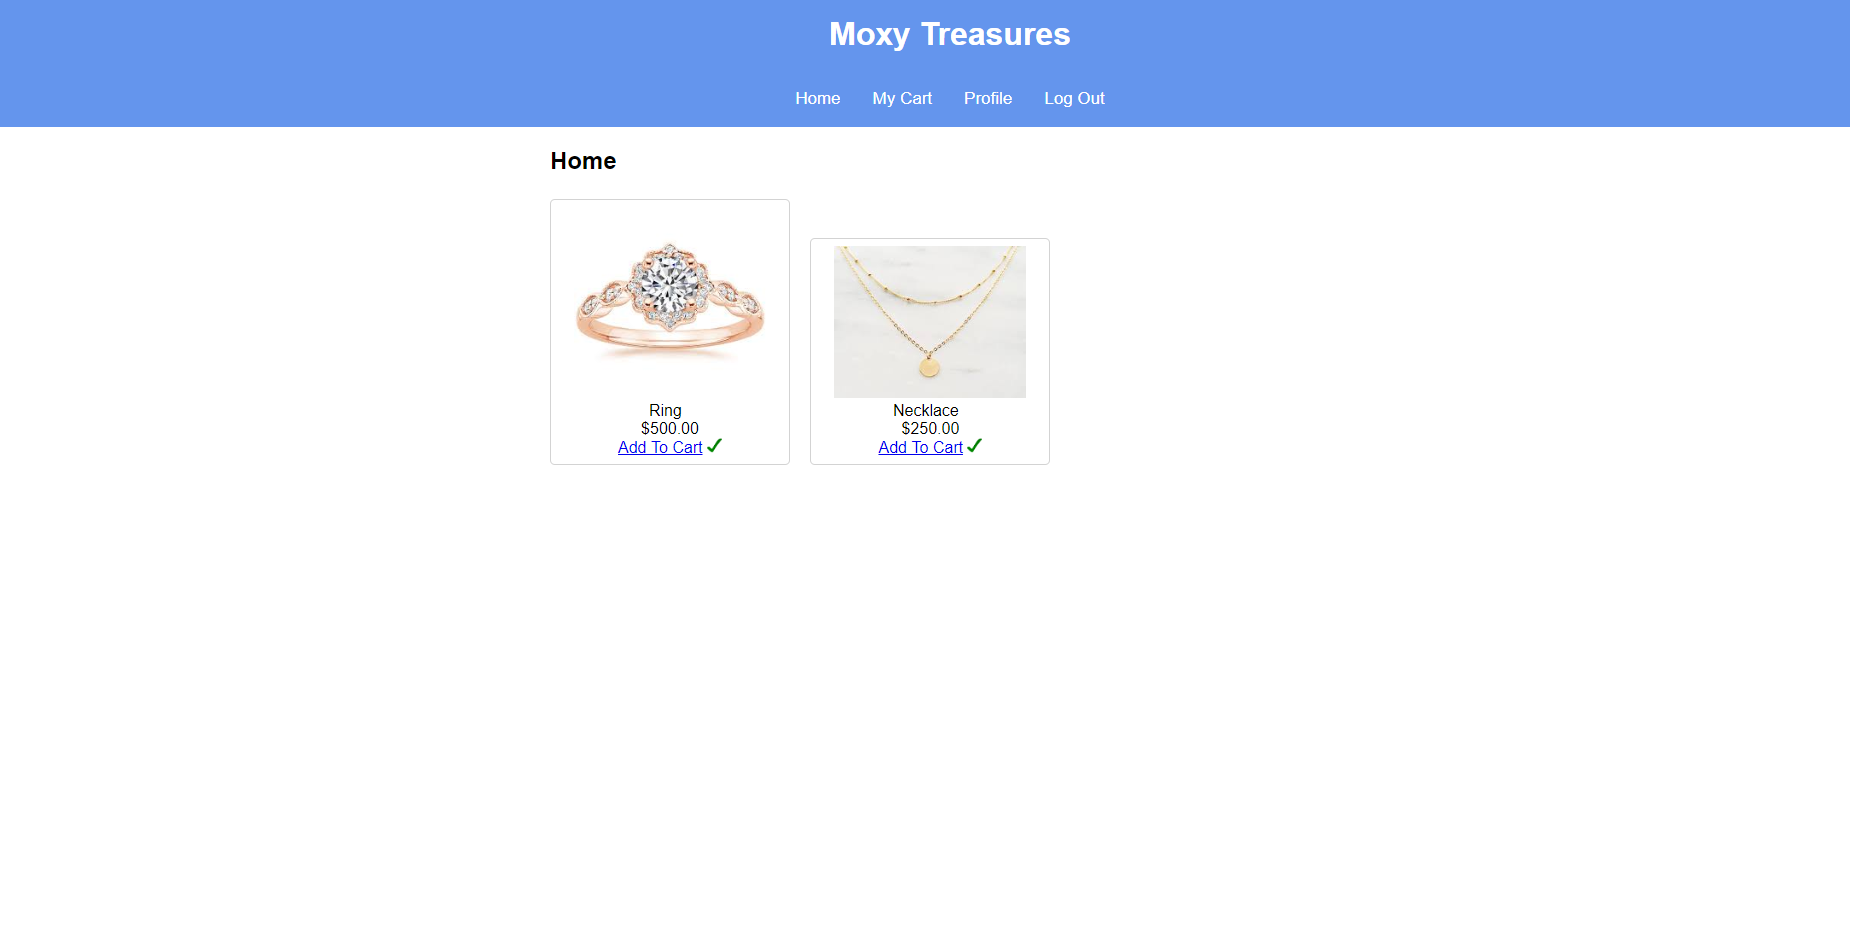 Moxy Treasures
Home My Cart Profile Log Out
Home
Ring
$500.00
Add To Cart
Necklace
$250.00
Add To Cart